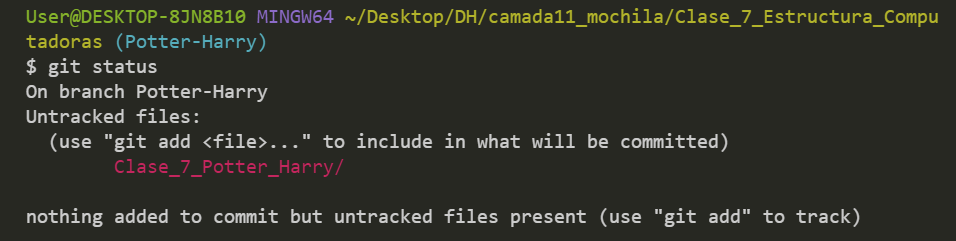 User@DESKTOP-8JN8B10 MINGW64 ~/Desktop/DH/camada11_mochila/Clase_7_Estructura_Compu
tadoras (Potter-Harry)
$ git status
On branch Potter-Harry
Untracked files:
  (use "git add <file>..." to include in what will be committed)
        Clase_7_Potter_Harry/

nothing added to commit but untracked files present (use "git add" to track)